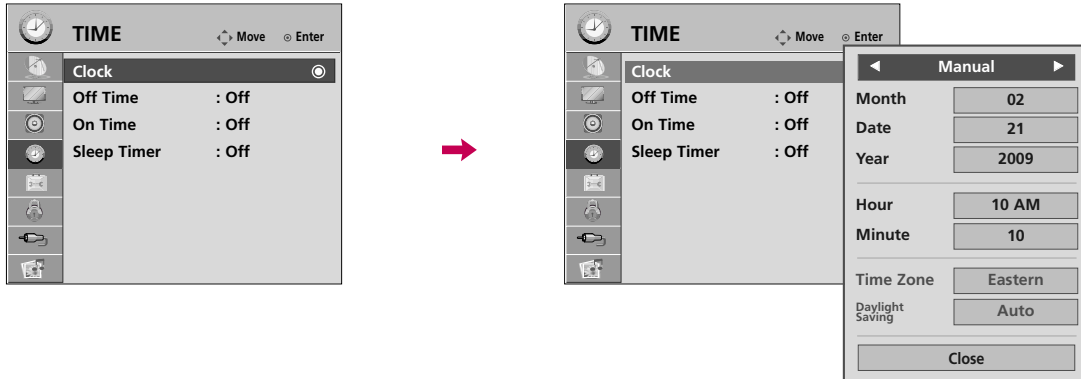 TIME Move Enter
Clock
Off Time : Off
On Time : Off
Sleep Timer : Off
TIME Move Enter
Clock
Off Time : Off
On Time : Off
Sleep Timer : Off
Manual
Month 02
Date 21
Year 2009
Hour 10 AM
Minute 10
Time Zone Eastern
Daylight
Saving Auto
Close